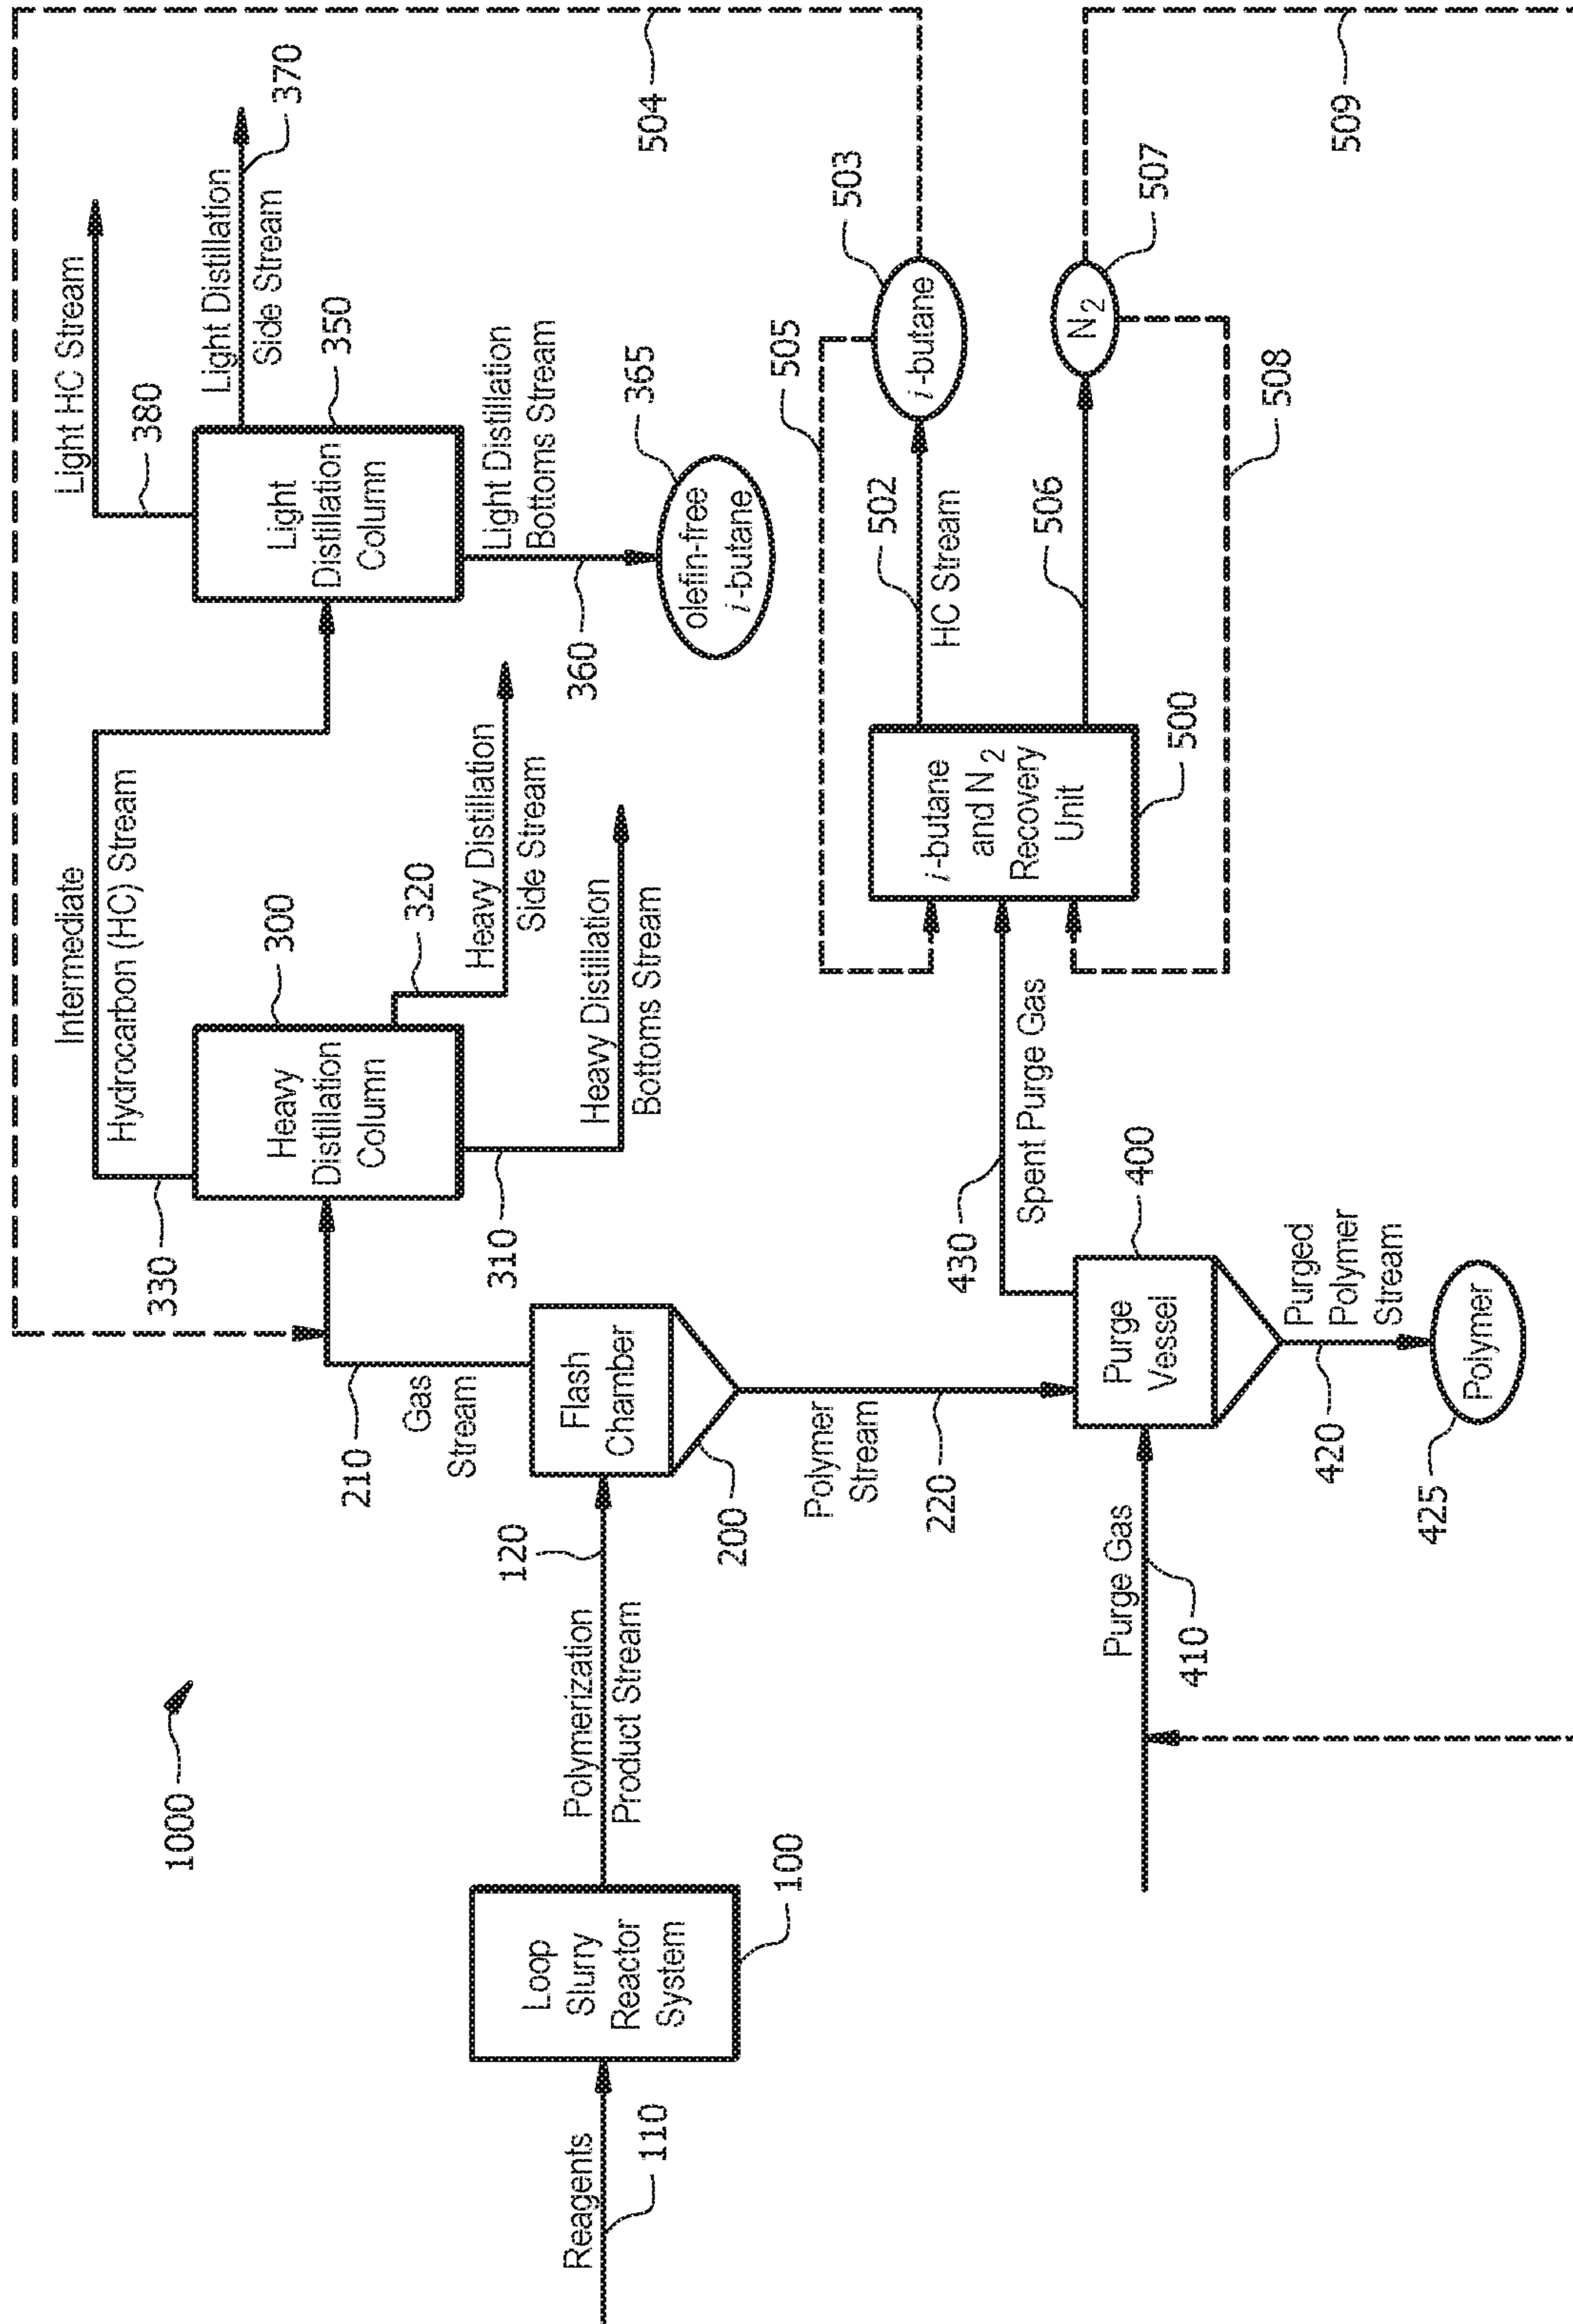 1000
Reagents
110
Loop
Slurry
Reactor
System
100
Polymerization
Product Stream
120
Flash
Chamber
200
210
Gas
Stream
Polymer
Stream
220
Intermediate
Hydrocarbon (HC) Stream
330
Heavy
Distillation
Column
300
310
320
Heavy Distillation
Side Stream
Heavy Distillation
Bottoms Stream
Light HC Stream
380
Light Distillation
Side Stream
370
Light
Distillation
Column
350
Light Distillation
Bottoms Stream
360
olefin-free
i-butane
365
504
Purge Gas
410
Purge
Vessel
400
430
Spent Purge Gas
Purged
Polymer
Stream
420
Polymer
425
i-butane
and N2
Recovery
Unit
500
505
502
HC Stream
i-butane
503
506
N2
507
508
509